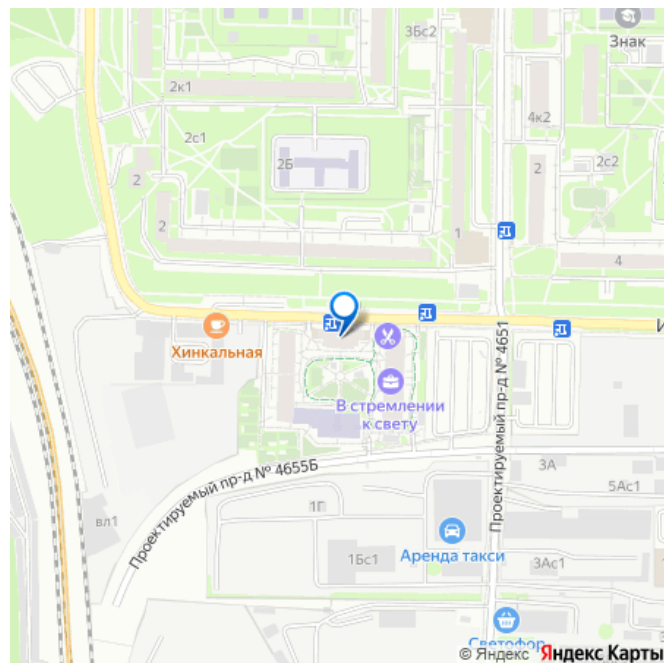 3Бс2
Знак
2к1
4к2
2с1
2Б
2
2с2
2
2
1
4
Хинкальная
И
В стремлении
к свету
Проектируемый пр-д № 4651
Проектируемый пр-д № 4655Б
3А
5Ас1
1Г
вл1
1Бс1
Аренда такси
3Ас1
Светофор
© Яндекс Яндекс Карты